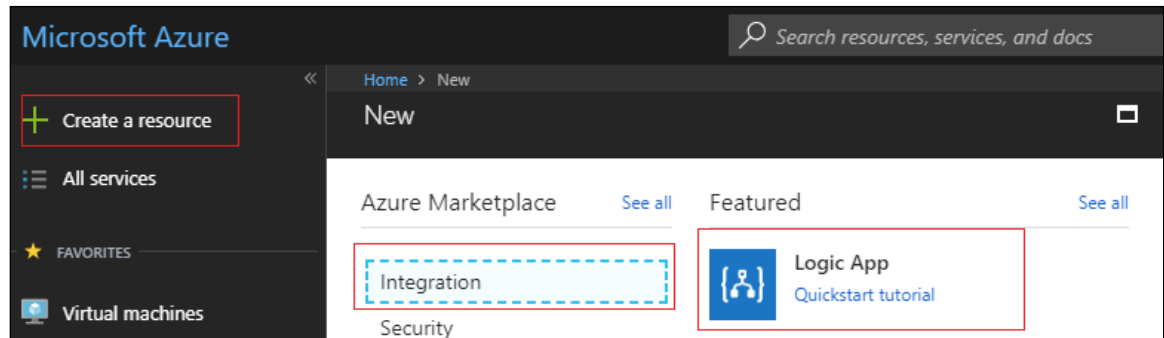 Microsoft Azure
Search resources, services, and docs
«
Create a resource
All services
FAVORITES
Virtual machines
Home > New
New
Azure Marketplace
See all
Integration
Security
Featured
See all
{ }
Logic App
Quickstart tutorial